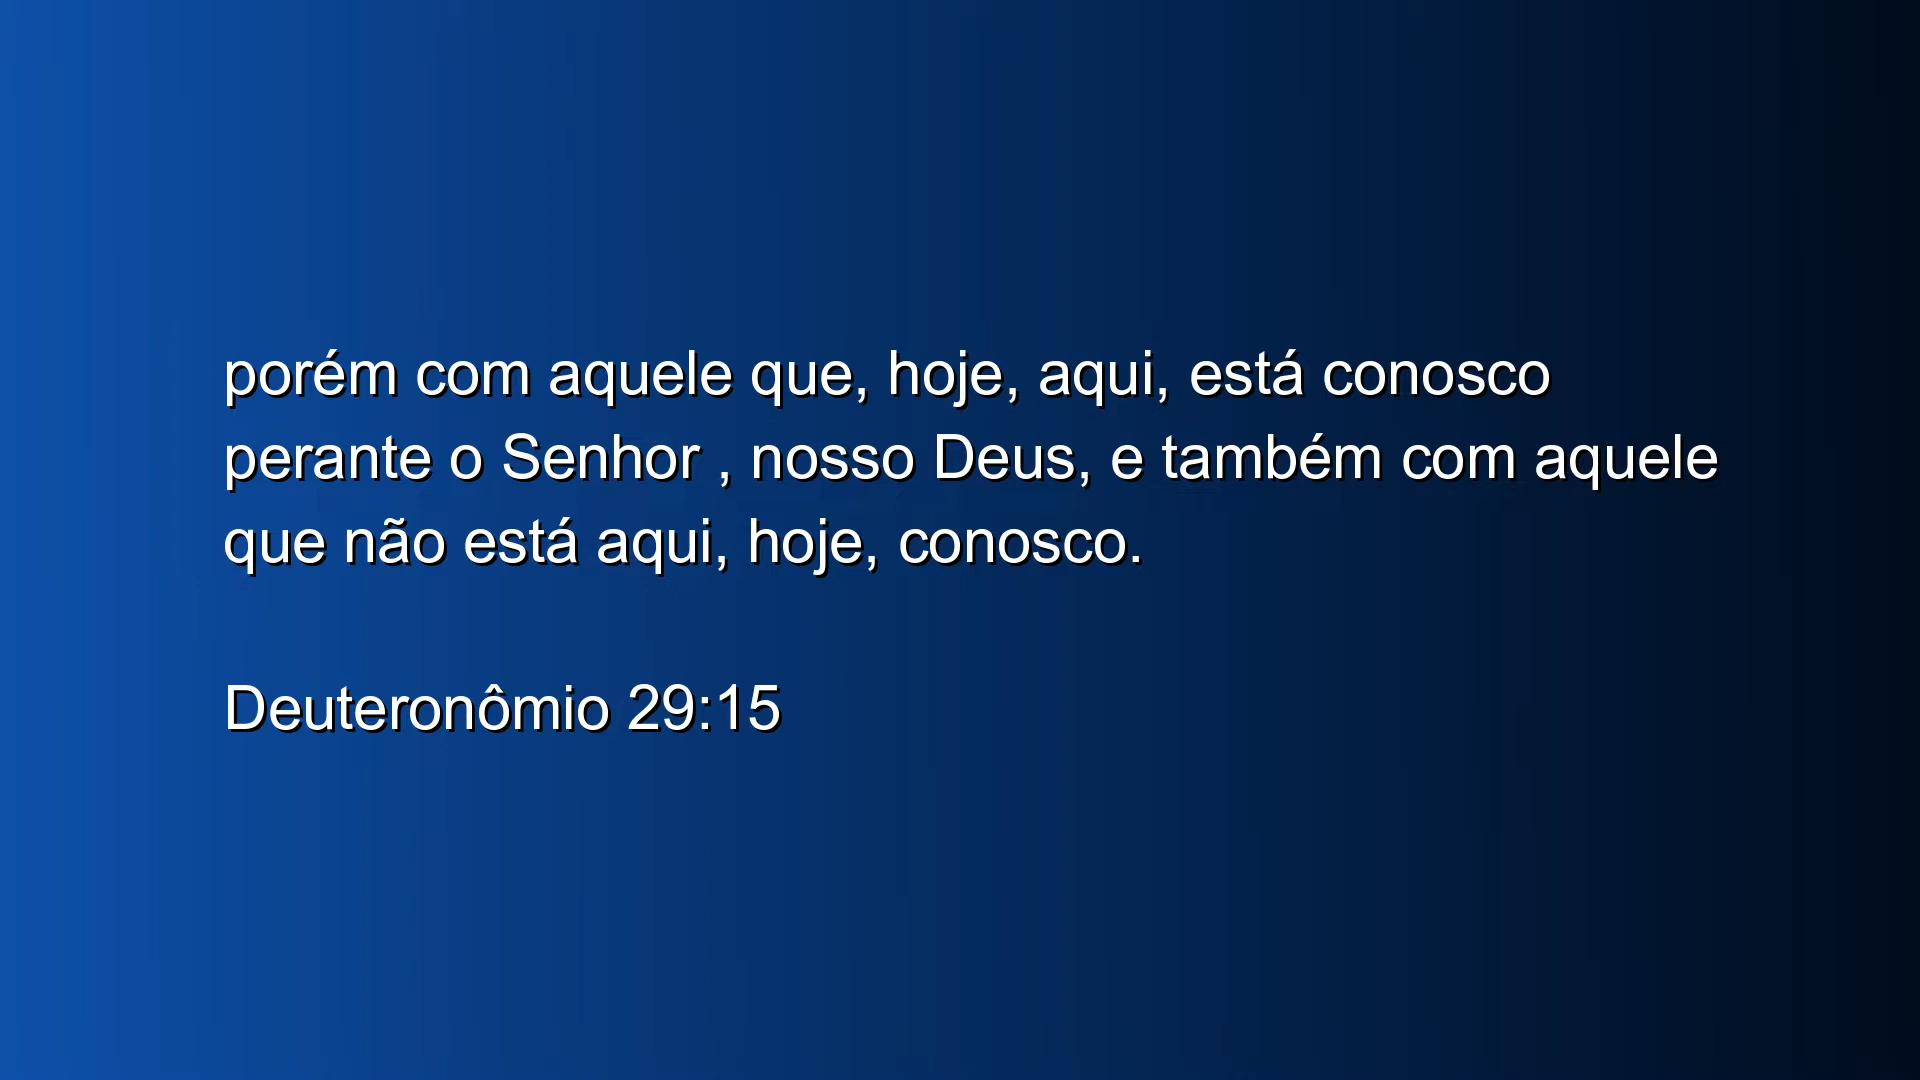 porém com aquele que, hoje, aqui, está conosco
perante o Senhor , nosso Deus, e também com aquele
que não está aqui, hoje, conosco.
Deuteronômio 29:15